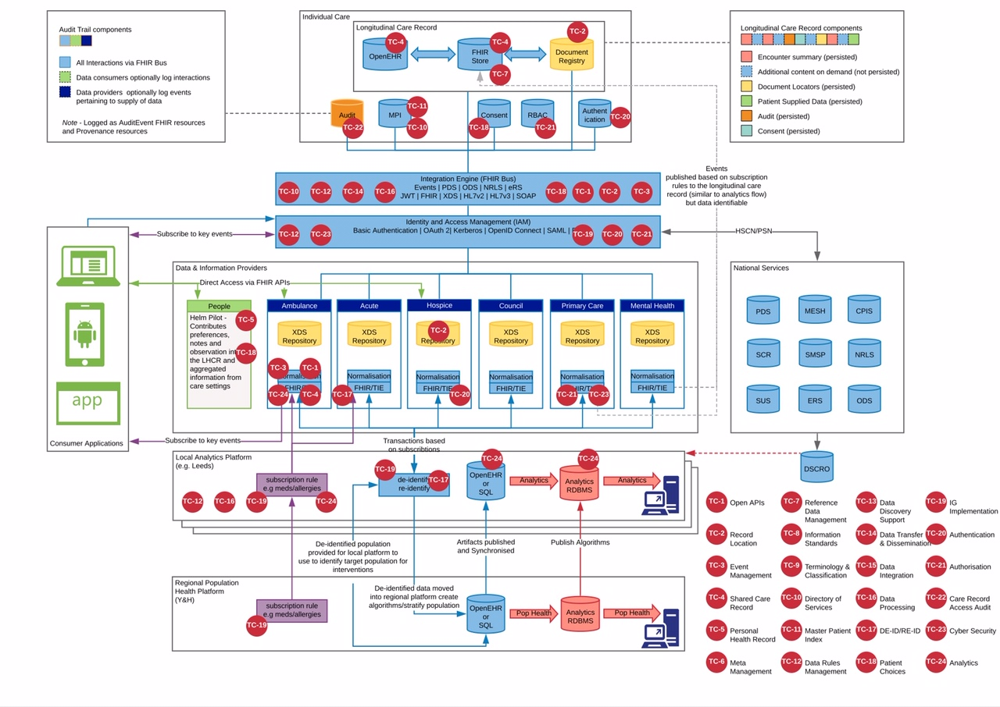 Audit Trail components
All Interactions via FHIR Bus
Data consumers optionally log interactions
Data providers optionally log events
pertaining to supply of data
Note - Logged as AuditEvent FHIR resources
and Provenance resources
Individual Care
Longitudinal Care Record
TC-4
OpenEHR
TC-4
FHIR
Store
TC-7
TC-2
Document
Registry
Audit
TC-22
MPI
TC-11
TC-10
Consent
TC-18
RBAC
TC-21
Authent
ication
TC-20
Longitudinal Care Record components
Encounter summary (persisted)
Additional content on demand (not persisted)
Document Locators (persisted)
Patient Supplied Data (persisted)
Audit (persisted)
Consent (persisted)
Events
published based on subscription
rules to the longitudinal care
record (similar to analytics flow)
but data identifiable
Integration Engine (FHIR Bus)
Events | PDS | ODS | NRLS | eRS
JWT | FHIR | XDS | HL7v2 | HL7v3 | SOAP
TC-10
TC-12
TC-14
TC-16
TC-18
TC-1
TC-2
TC-3
Identity and Access Management (IAM)
Basic Authentication | OAuth 2| Kerberos | OpenID Connect | SAML |
TC-12
TC-23
TC-19
TC-20
TC-21
Subscribe to key events
HSCN/PSN
Consumer Applications
app
Data & Information Providers
Direct Access via FHIR APIs
People
Helm Pilot -
Contributes
preferences,
notes and
observation
the LHCR and
aggregated
information from
care settings
TC-5
TC-18
Ambulance
XDS
Repository
TC-3
TC-1
TC-24
TC-4
Acute
XDS
Repository
Normalisation
FHIR/TIE
TC-17
Hospice
TC-2
Repository
Normalisation
FHIR/TIE
TC-20
Council
XDS
Repository
Normalisation
FHIR/TIE
Primary Care
XDS
Repository
Normalisation
TC-21
TC-23
Mental Health
XDS
Repository
Normalisation
FHIR/TIE
National Services
PDS
MESH
CPIS
SCR
SMSP
NRLS
SUS
ERS
ODS
DSCRO
Subscribe to key events
Transactions based
on subscribtions
Local Analytics Platform
(e.g. Leeds)
subscription rule
e.g meds/allergies
TC-12
TC-16
TC-19
TC-24
TC-19
TC-17
re-identify
TC-24
OpenEHR
or
SQL
Analytics
TC-24
Analytics
RDBMS
Analytics
De-identified population
provided for local platform to
use to identify target population for
interventions
Artifacts published
and Synchronised
Publish Algorithms
De-identified data moved
into regional platform create
algorithms/stratify population
Regional Population
Health Platform
(Y&H)
subscription rule
e.g meds/allergies
TC-19
OpenEHR
or
SQL
Pop Health
Analytics
RDBMS
Pop Health
TC-1 Open APIs
TC-2 Record
Location
TC-3 Event
Management
TC-4 Shared Care
Record
TC-5 Personal
Health Record
TC-6 Meta
Management
TC-7 Reference
Data
Management
TC-8 Information
Standards
TC-9 Terminology &
Classification
TC-10 Directory of
Services
TC-11 Master Patient
Index
TC-12 Data Rules
Management
TC-13 Data
Discovery
Support
TC-14 Data Transfer
& Dissemination
TC-15 Data
Integration
TC-16 Data
Processing
TC-17 DE-ID/RE-ID
TC-18 Patient
Choices
TC-19 IG
Implementation
TC-20 Authentication
TC-21 Authorisation
TC-22 Care Record
Access Audit
TC-23 Cyber Security
TC-24 Analytics